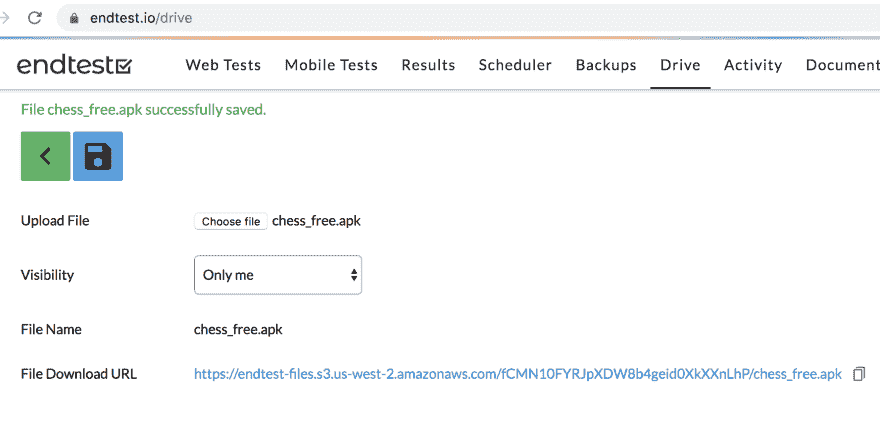 endtest.io/drive
endtest
Web Tests Mobile Tests Results Scheduler Backups Drive Activity Document
File chess_free.apk successfully saved.
Upload File Choose file chess_free.apk
Visibility Only me
File Name chess_free.apk
File Download URL https://endtest-files.s3.us-west-2.amazonaws.com/fCMN10FYRJpXDW8b4geid0XkXXnLhP/chess_free.apk